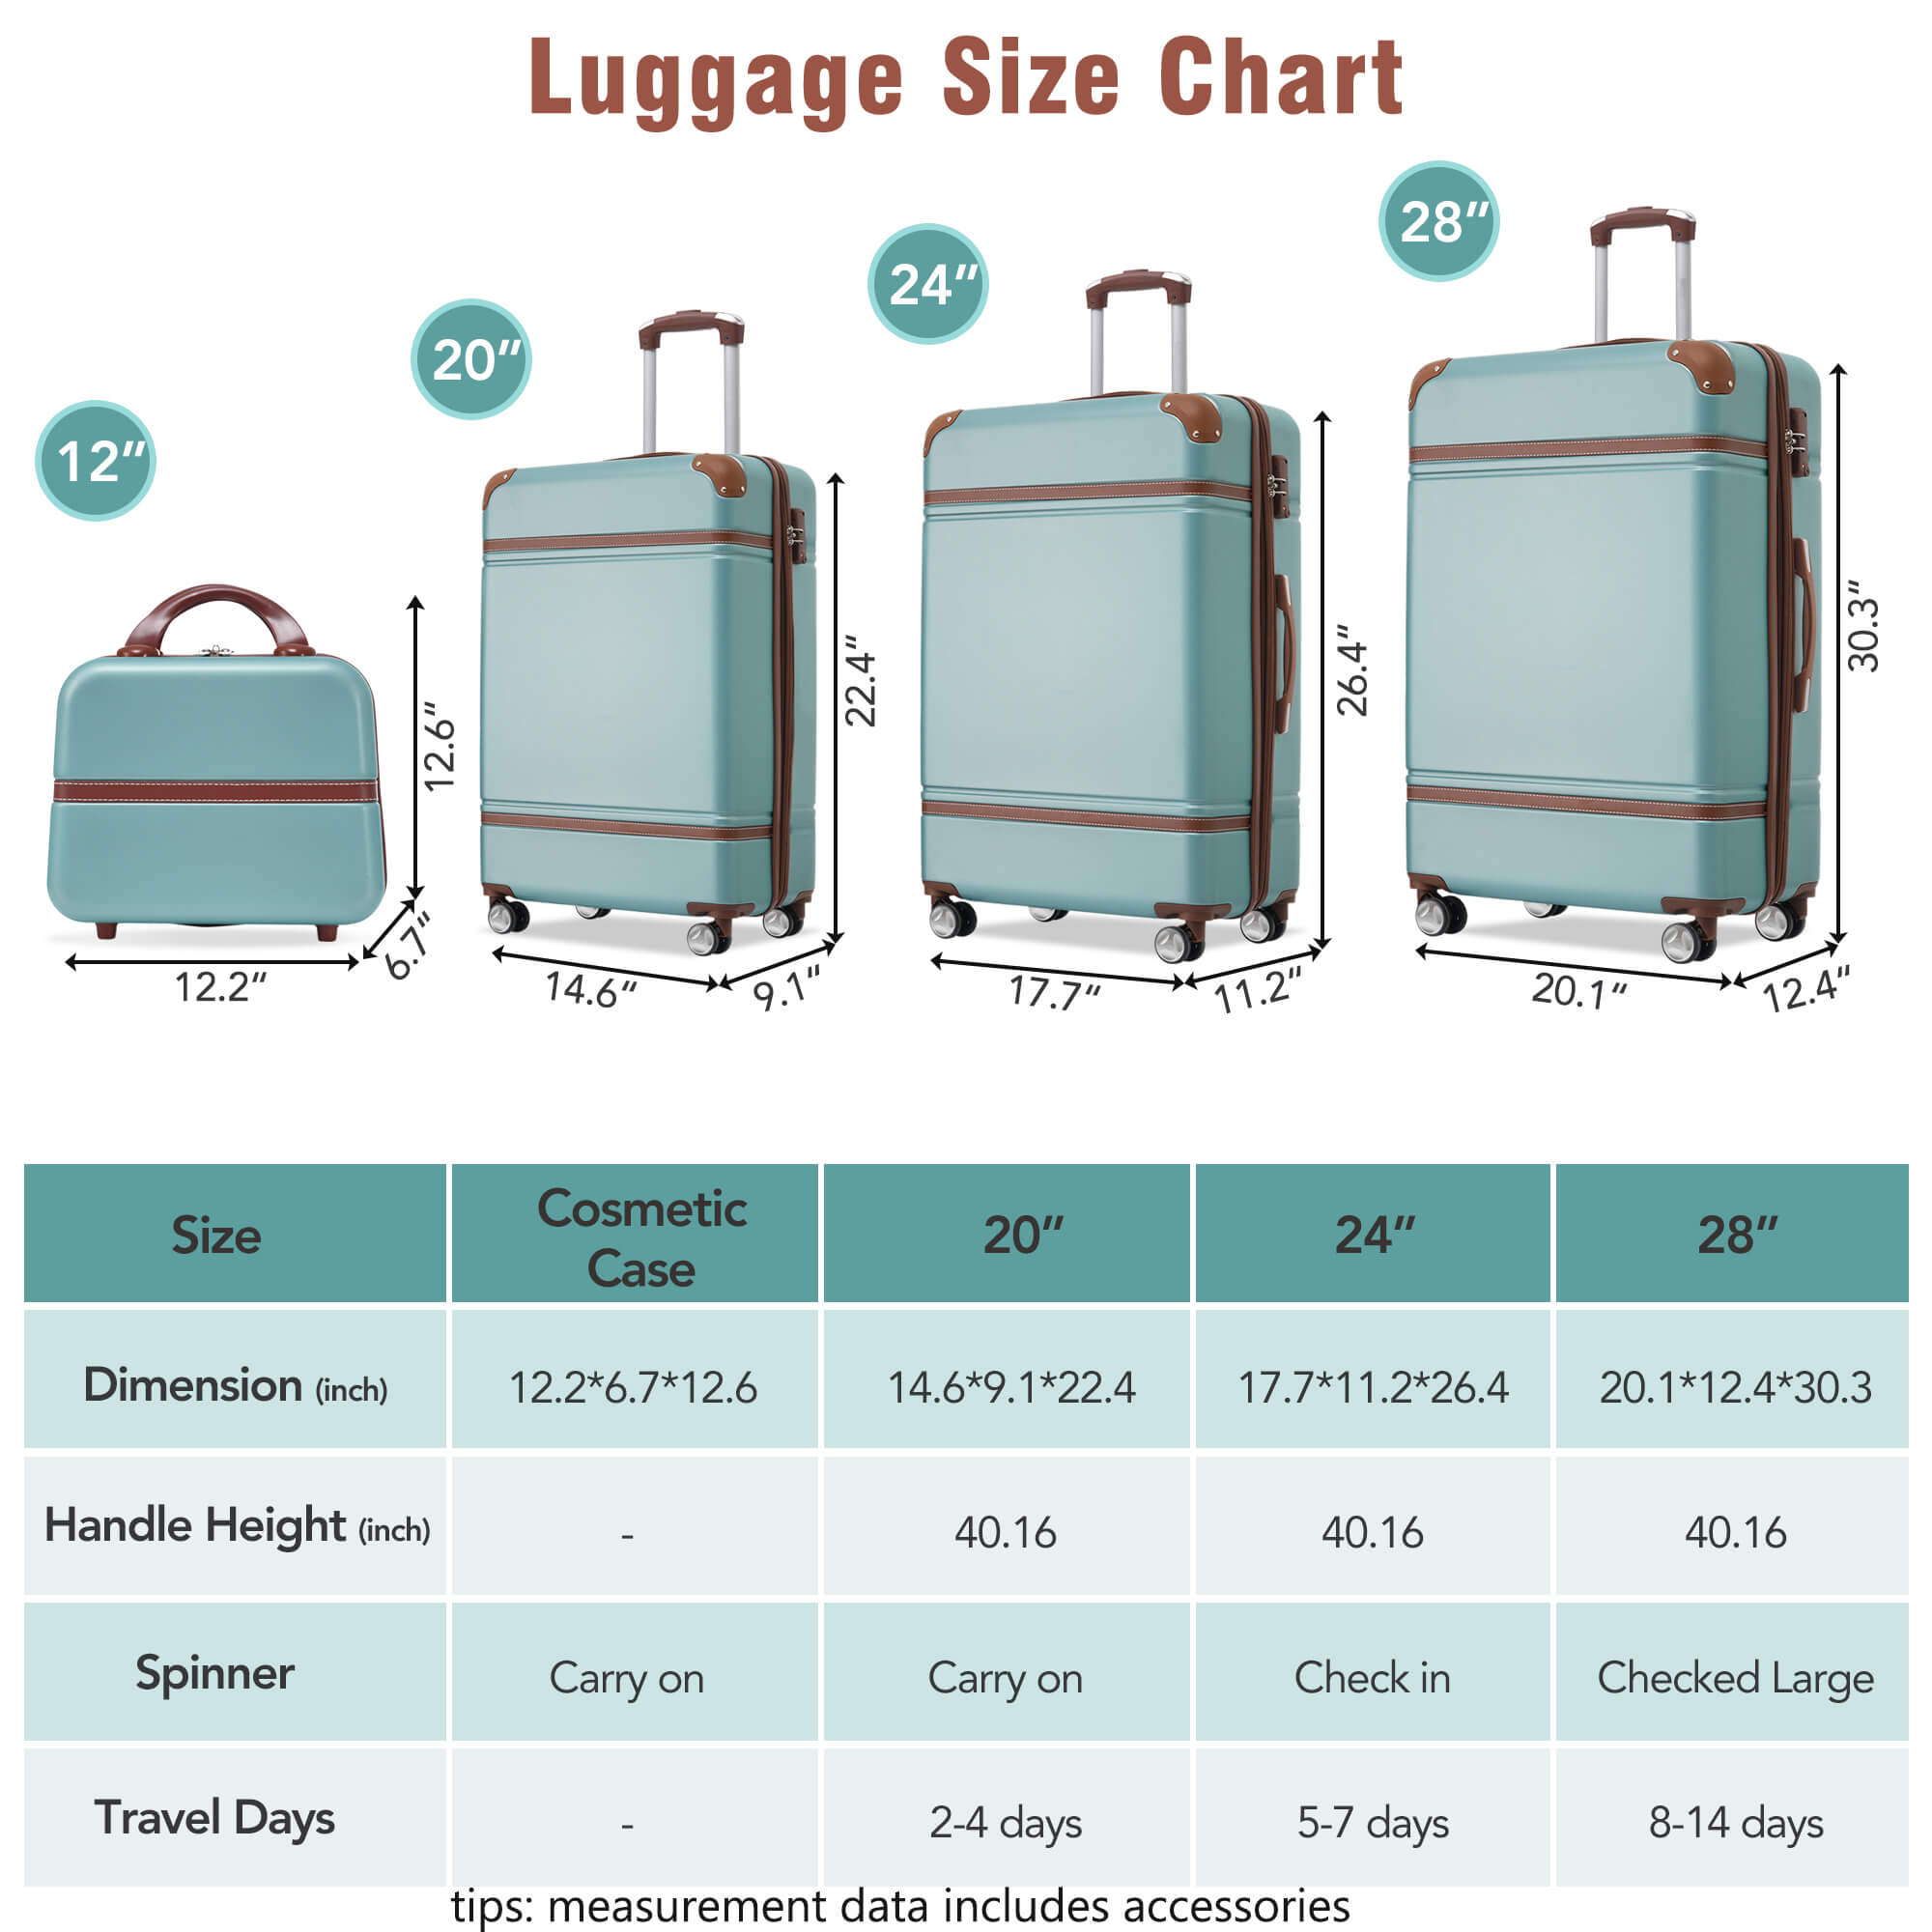 Luggage Size Chart
12″
20″
24″
28″
12.6″
6.7″
12.2″
22.4″
14.6″
9.1″
26.4″
17.7″
11.2″
30.3″
20.1″
12.4″
Size
Cosmetic
Case
20″
24″
28″
Dimension (inch)
12.2*6.7*12.6
14.6*9.1*22.4
17.7*11.2*26.4
20.1*12.4*30.3
Handle Height (inch)
-
40.16
40.16
40.16
Spinner
Carry on
Carry on
Check in
Checked Large
Travel Days
-
2-4 days
5-7 days
8-14 days
tips: measurement data includes accessories